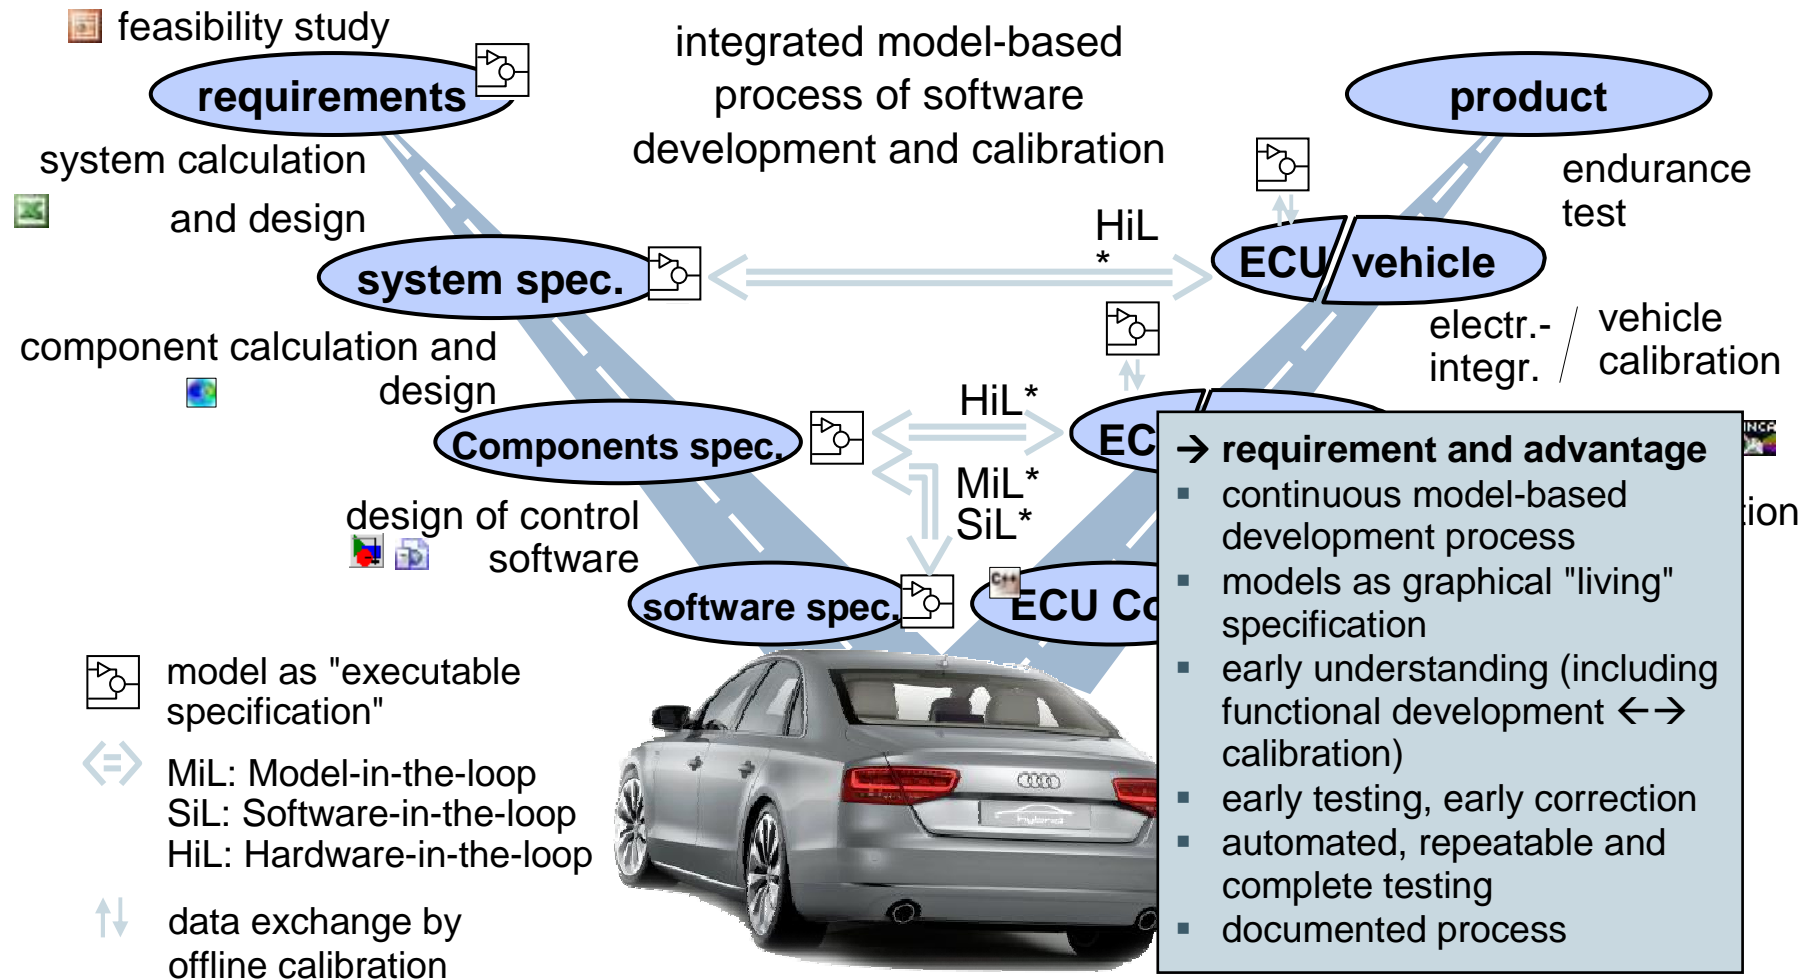 feasibility study
requirements
system calculation
and design
system spec.
component calculation and
design
Components spec.
design of control
software
software spec.
integrated model-based
process of software
development and calibration
product
endurance
test
HiL
*
ECU
vehicle
electr.-
integr.
/
vehicle
calibration
HiL*
MiL*
SiL*
C++
ECU
tion
→ requirement and advantage
▪ continuous model-based
development process
▪ models as graphical "living"
specification
▪ early understanding (including
functional development ←→
calibration)
▪ early testing, early correction
▪ automated, repeatable and
complete testing
▪ documented process
model as "executable
specification"
MiL: Model-in-the-loop
SiL: Software-in-the-loop
HiL: Hardware-in-the-loop
data exchange by
offline calibration
hybrid